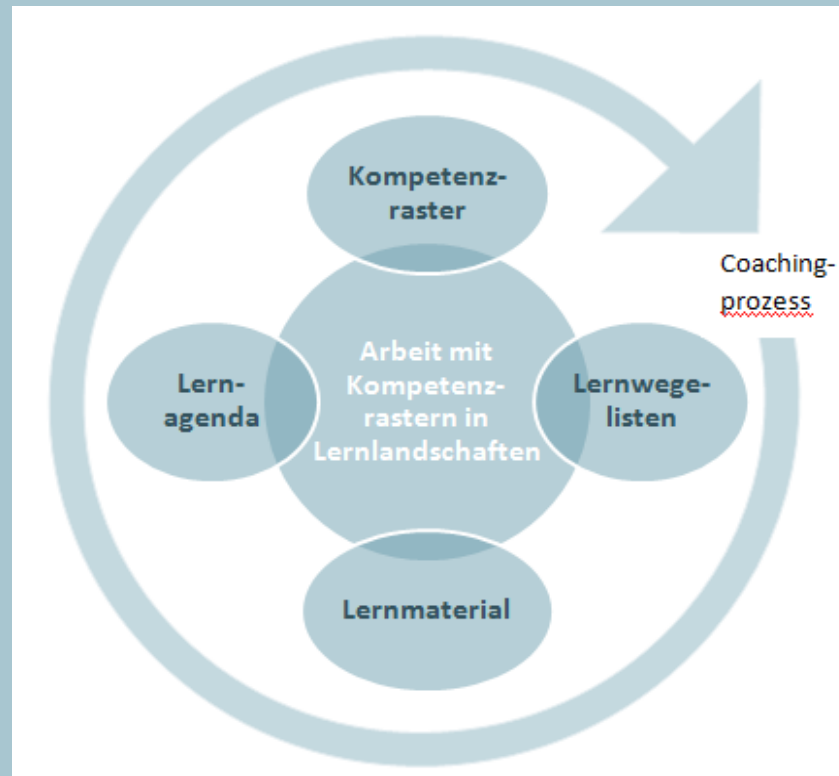 Kompetenz-
raster
Coaching-
prozess
Arbeit mit
Kompetenz-
rastern in
Lernlandschaften
Lern-
agenda
Lernwege-
listen
Lernmaterial